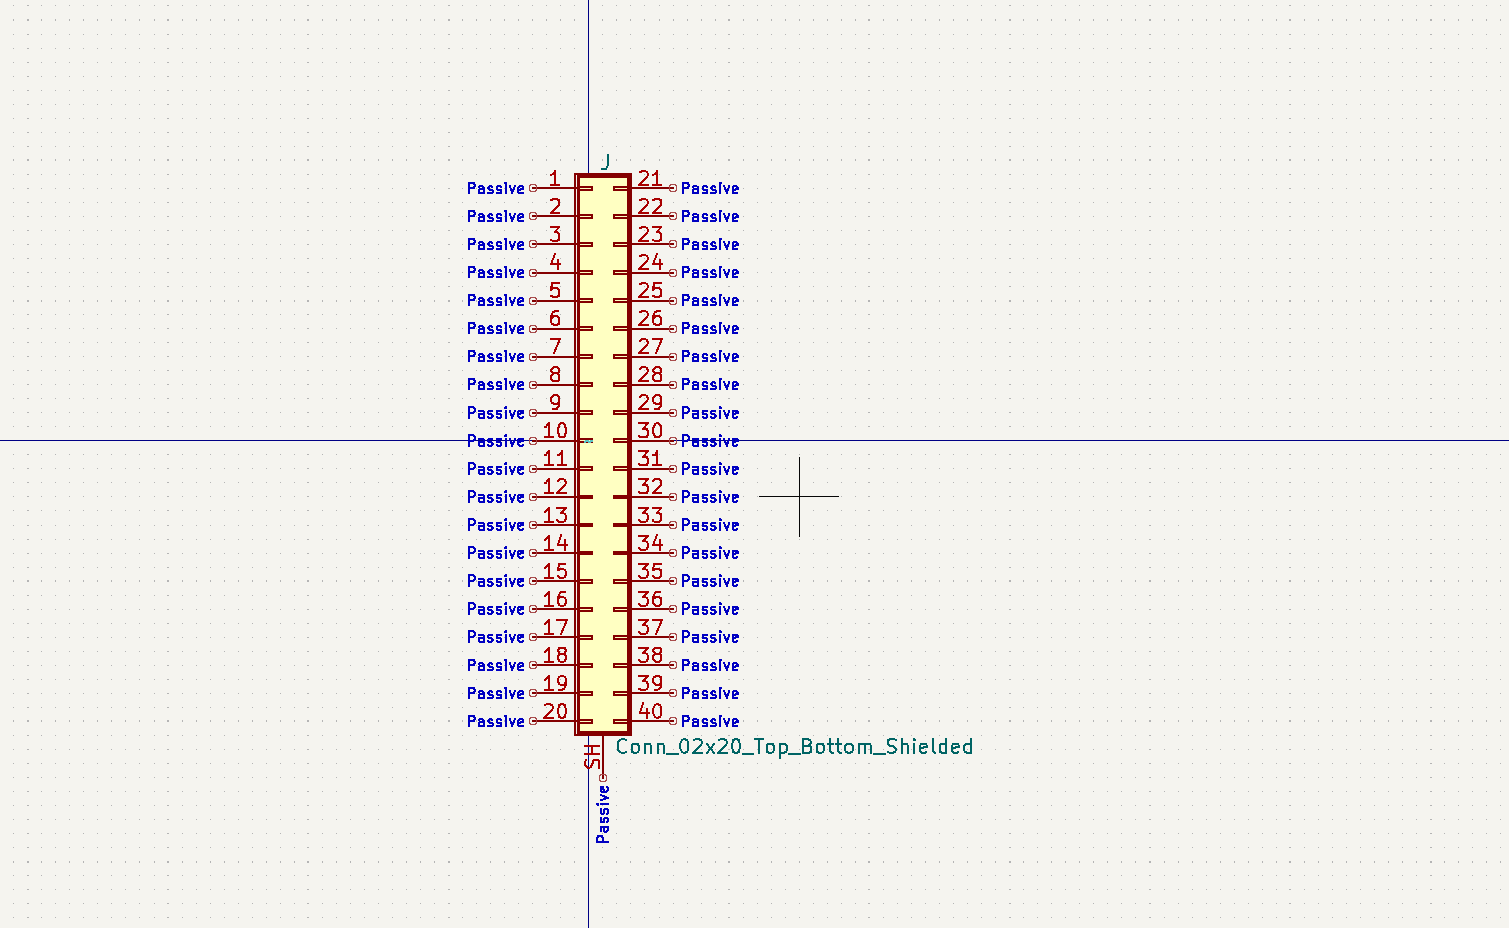 J
Passive 1 21 Passive
Passive 2 22 Passive
Passive 3 23 Passive
Passive 4 24 Passive
Passive 5 25 Passive
Passive 6 26 Passive
Passive 7 27 Passive
Passive 8 28 Passive
Passive 9 29 Passive
Passive 10 30 Passive
Passive 11 31 Passive
Passive 12 32 Passive
Passive 13 33 Passive
Passive 14 34 Passive
Passive 15 35 Passive
Passive 16 36 Passive
Passive 17 37 Passive
Passive 18 38 Passive
Passive 19 39 Passive
Passive 20 40 Passive
SH Conn_02x20_Top_Bottom_Shielded
Passive